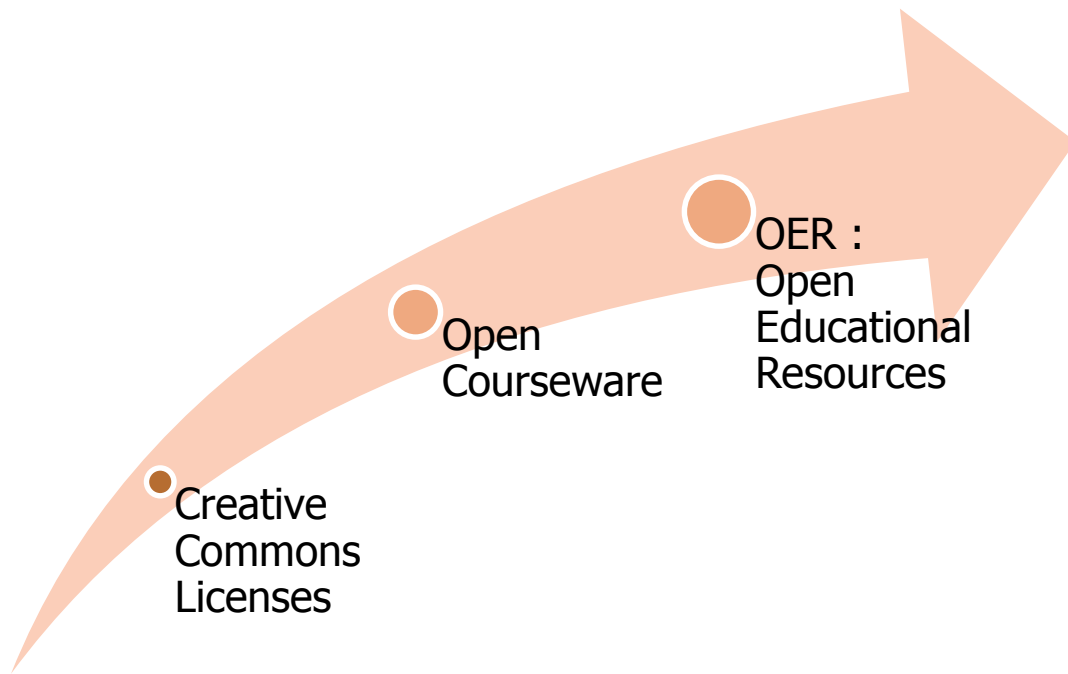 Creative
Commons
Licenses
Open
Courseware
OER :
Open
Educational
Resources